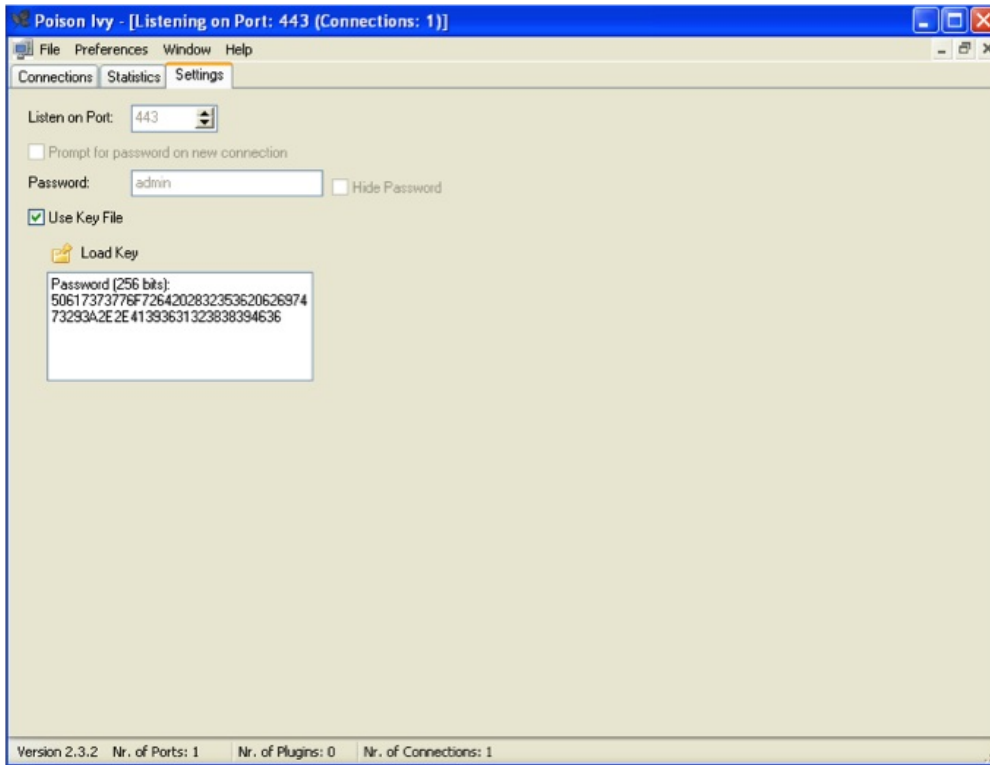 Poison Ivy - [Listening on Port: 443 (Connections: 1)]
File Preferences Window Help
Connections Statistics Settings
Listen on Port: 443
Prompt for password on new connection
Password: admin Hide Password
Use Key File
Load Key
Password (256 bits):
50617373776F7264202832353620626974
73293A2E2E41393631323838394636
Version 2.3.2 Nr. of Ports: 1 Nr. of Plugins: 0 Nr. of Connections: 1